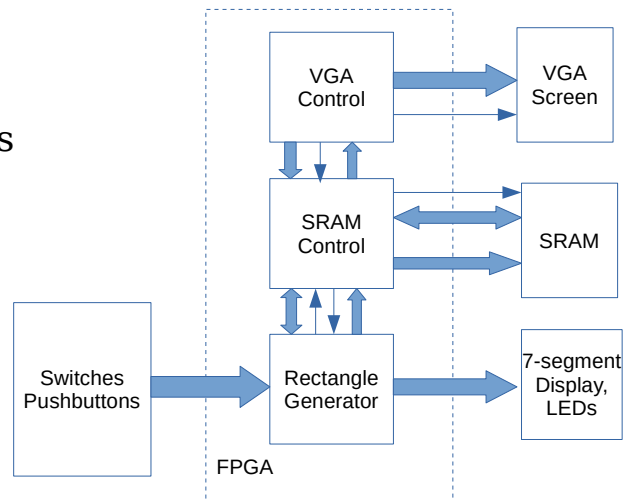 VGA
Control
VGA
Screen
s
SRAM
Control
SRAM
Switches
Pushbuttons
Rectangle
Generator
7-segment
Display,
LEDs
FPGA